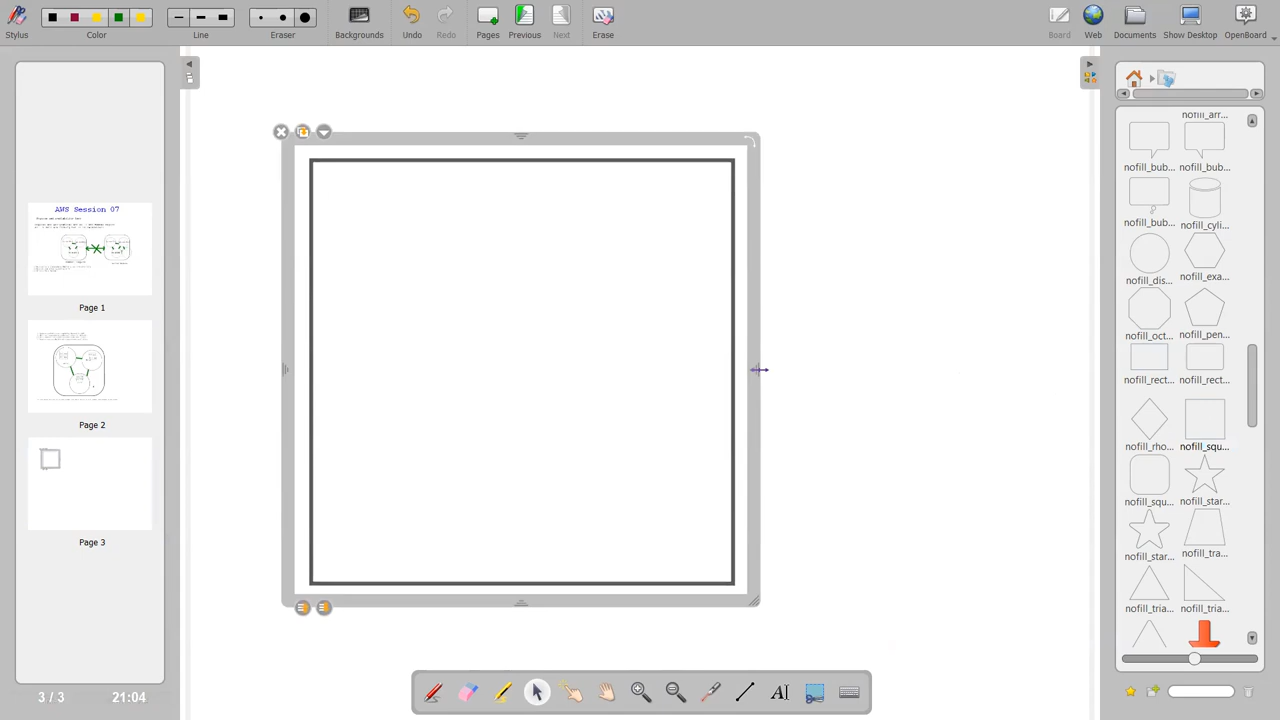 Stylus
Color
Line
Eraser
Backgrounds
Undo
Redo
Pages
Previous
Next
Erase
Board
Web
Documents
Show Desktop
OpenBoard
AWS Session 07
Page 1
Page 2
Page 3
3 / 3
21:04
nofill_arr...
nofill_bub...
nofill_bub...
nofill_bub...
nofill_cyli...
nofill_dis...
nofill_exa...
nofill_oct...
nofill_pen...
nofill_rect...
nofill_rect...
nofill_rho...
nofill_squ...
nofill_squ...
nofill_star...
nofill_star...
nofill_tra...
nofill_tria...
nofill_tria...